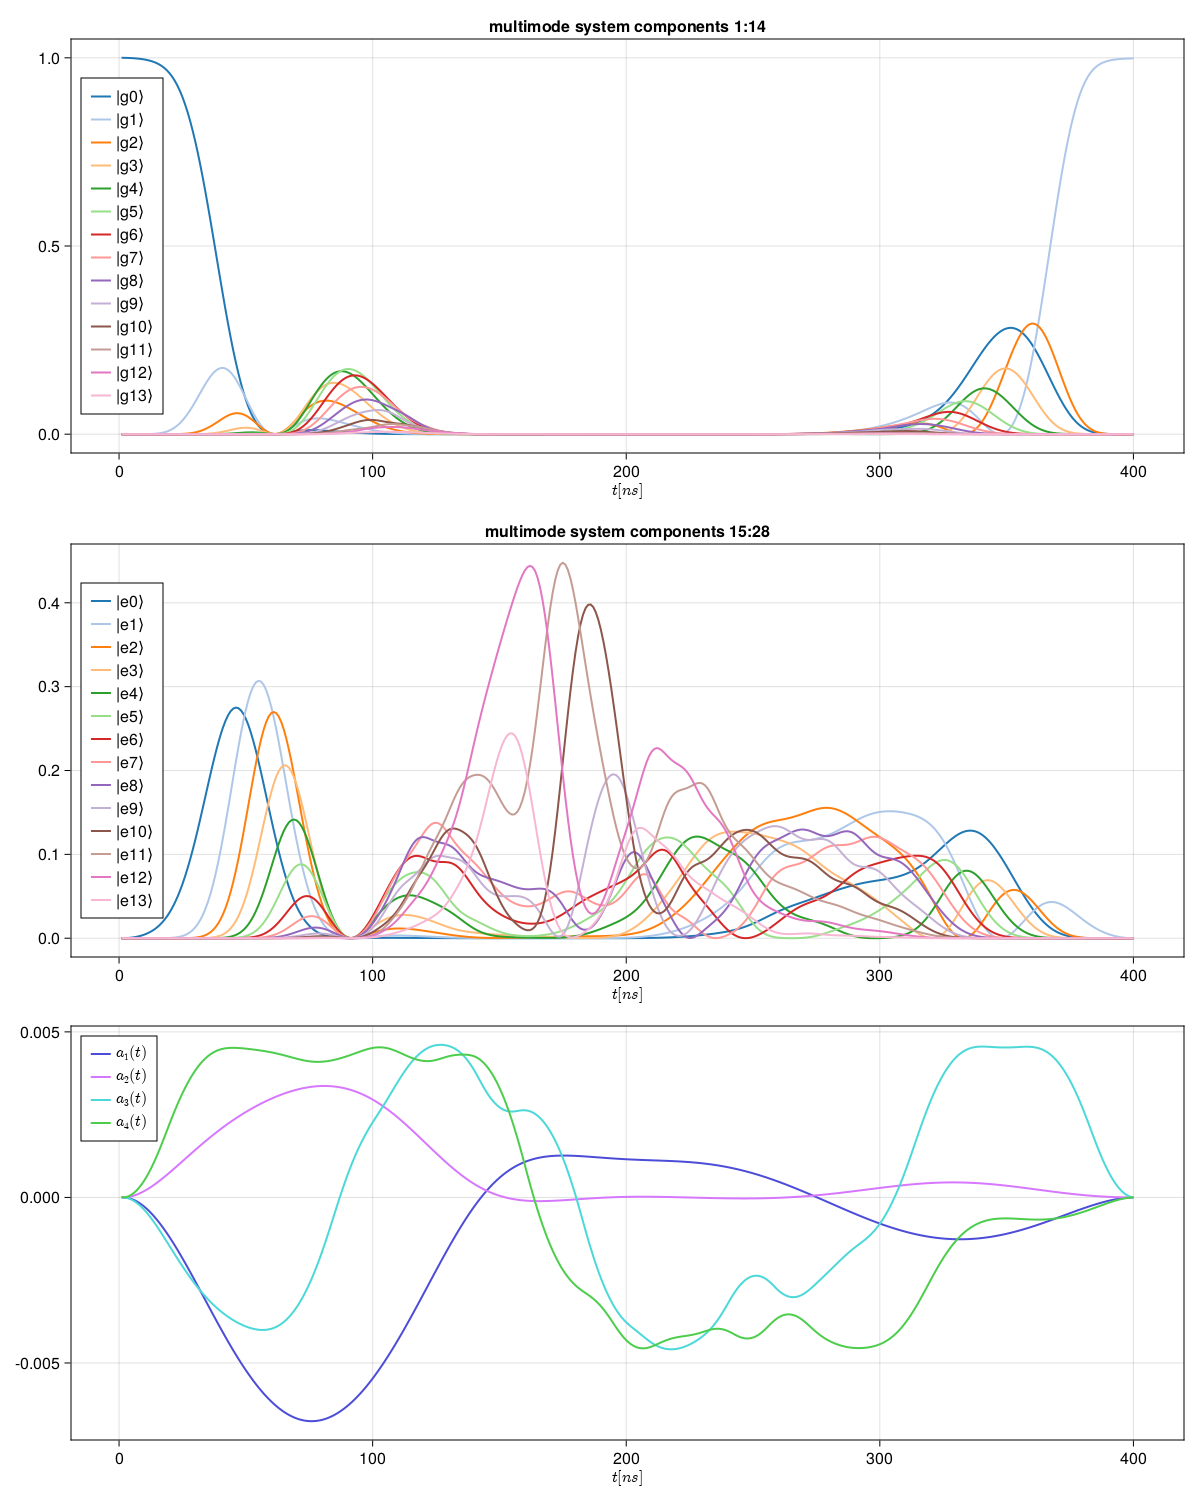 multimode system components 1:14
1.0
|g0⟩
|g1⟩
|g2⟩
|g3⟩
|g4⟩
|g5⟩
0.5
|g6⟩
|g7⟩
|g8⟩
|g9⟩
|g10⟩
|g11⟩
|g12⟩
|g13⟩
0.0
0 100 200 300 400
t[ns]
multimode system components 15:28
|e0⟩
0.4
|e1⟩
|e2⟩
|e3⟩
0.3
|e4⟩
|e5⟩
|e6⟩
|e7⟩
0.2
|e8⟩
|e9⟩
|e10⟩
0.1
|e11⟩
|e12⟩
|e13⟩
0.0
0 100 200 300 400
t[ns]
0.005
a₁(t)
a₂(t)
a₃(t)
a₄(t)
0.000
-0.005
0 100 200 300 400
t[ns]